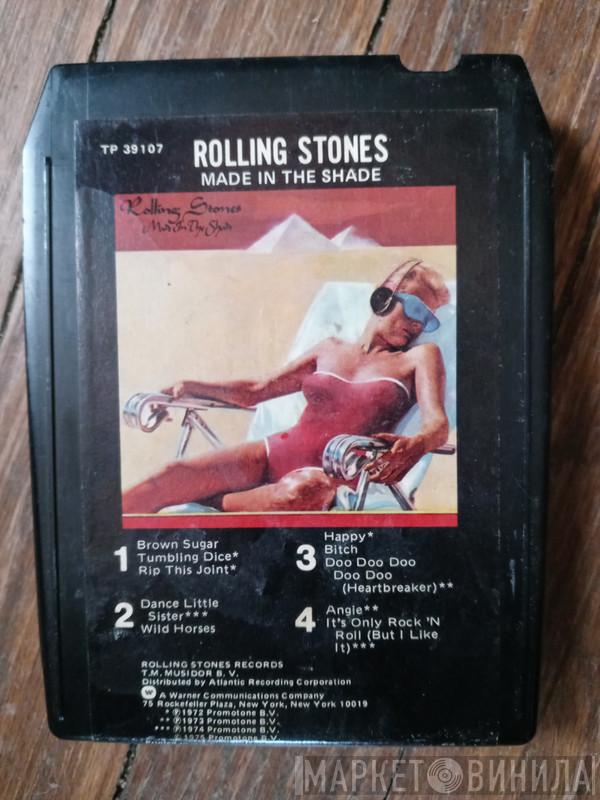 TP 39107
ROLLING STONES
MADE IN THE SHADE
Rolling Stones
Made In The Shade
1
Brown Sugar
Tumbling Dice*
Rip This Joint*
2
Dance Little
Sister***
Wild Horses
3
Happy*
Bitch
Doo Doo Doo
Doo Doo
(Heartbreaker)**
4
Angie**
It's Only Rock 'N
Roll (But I Like
It)***
ROLLING STONES RECORDS
T.M. MUSIDOR B. V.
Distributed by Atlantic Recording Corporation
W A Warner Communications Company
75 Rockefeller Plaza, New York, New York 10019
* ℗1972 Promotone B.V.
** ℗1973 Promotone B.V.
*** ℗1974 Promotone B.V.
℗1975 Promotone B.V.
МАРКЕТ ВИНИЛА